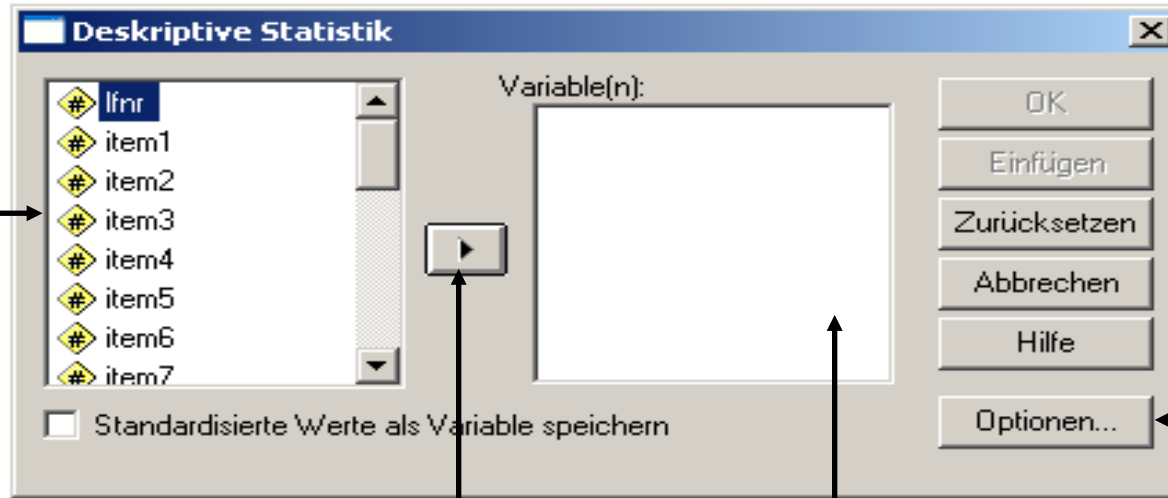 Deskriptive Statistik
lfnr
item1
item2
item3
item4
item5
item6
item7
Variable(n):
OK
Einfügen
Zurücksetzen
Abbrechen
Hilfe
Optionen...
Standardisierte Werte als Variable speichern